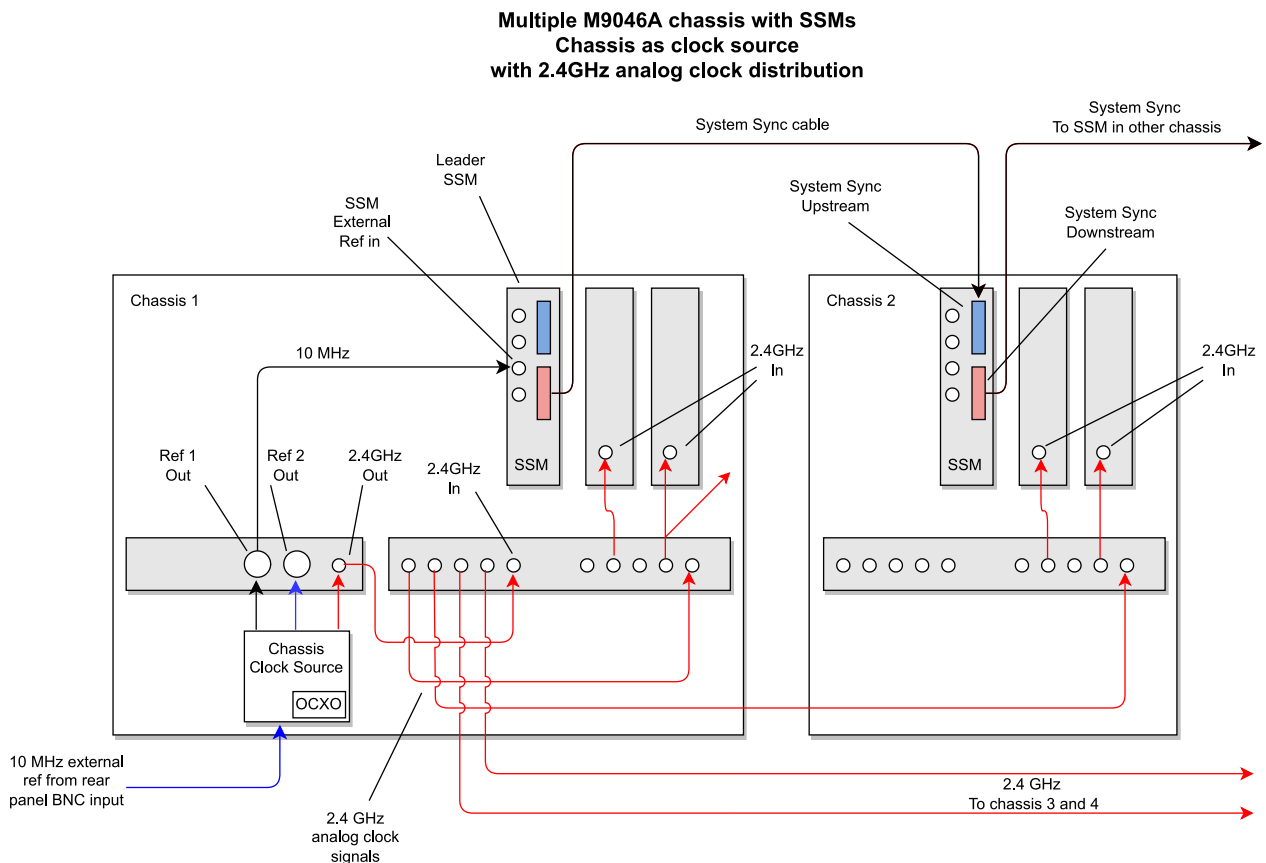 Multiple M9046A chassis with SSMs
Chassis as clock source
with 2.4GHz analog clock distribution
System Sync
To SSM in other chassis
System Sync cable
Leader
SSM
SSM
External
Ref in
System Sync
Upstream
System Sync
Downstream
Chassis 1
Chassis 2
10 MHz
2.4GHz
In
2.4GHz
In
Ref 1
Out
Ref 2
Out
2.4GHz
Out
2.4GHz
In
SSM
SSM
Chassis
Clock Source
OCXO
10 MHz external
ref from rear
panel BNC input
2.4 GHz
To chassis 3 and 4
2.4 GHz
analog clock
signals